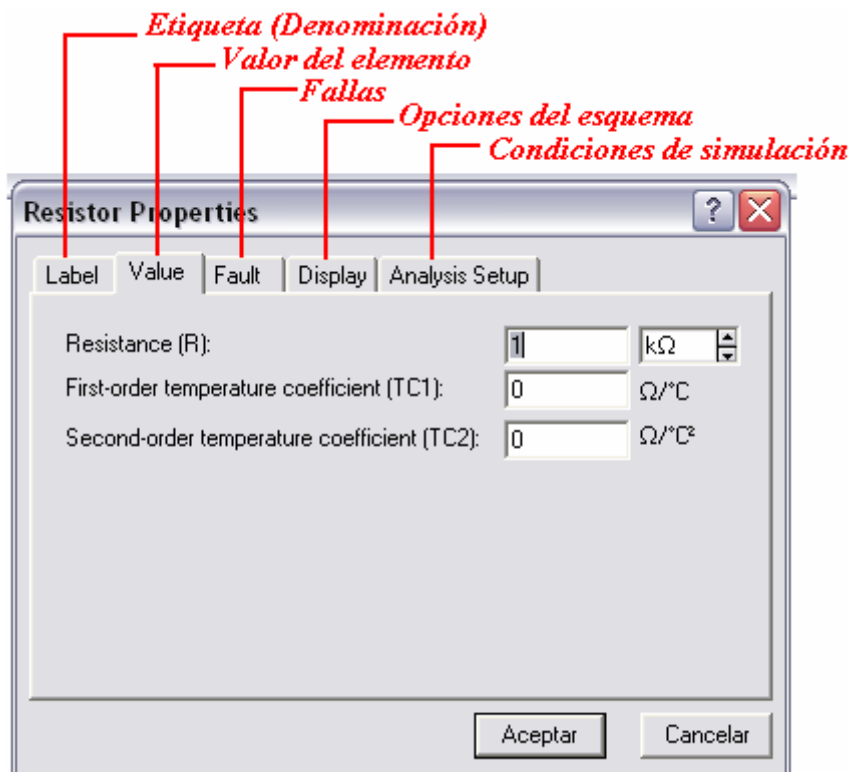 Etiqueta (Denominación)
Valor del elemento
Fallas
Opciones del esquema
Condiciones de simulación
Resistor Properties
?
Label Value Fault Display Analysis Setup
Resistance (R): 1 kΩ
First-order temperature coefficient (TC1): 0 Ω/°C
Second-order temperature coefficient (TC2): 0 Ω/°C²
Aceptar Cancelar